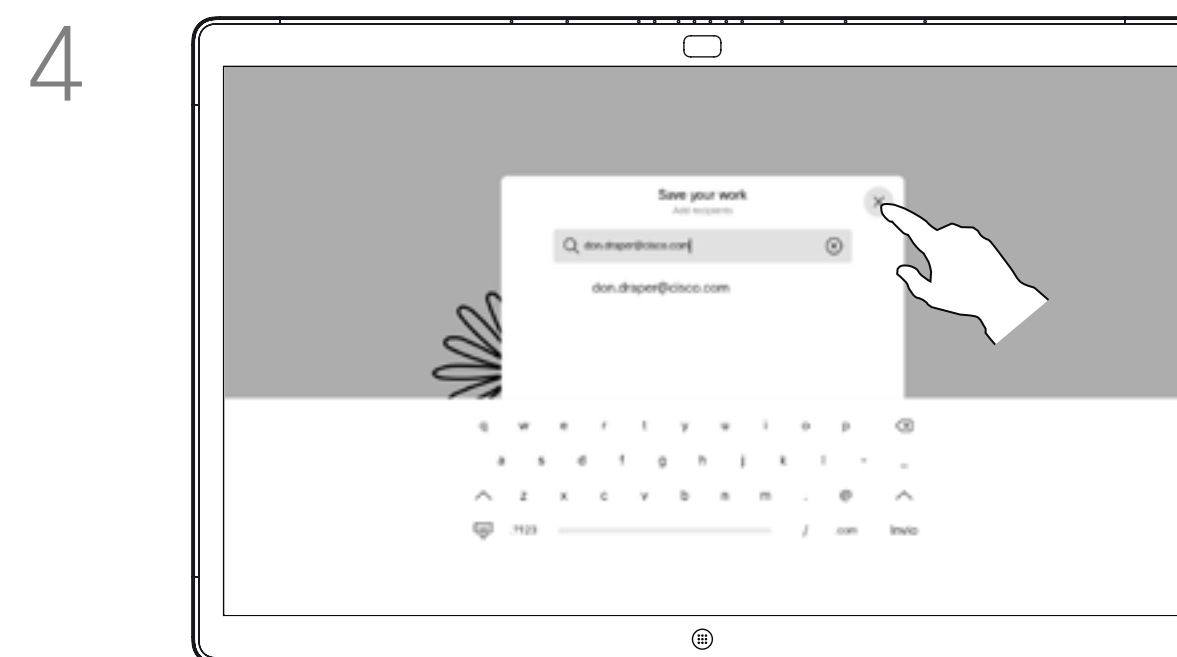 4
Save your work
Add recipients
don.draper@cisco.com
don.draper@cisco.com
q w e r t y u i o p
a s d f g h j k l - _
z x c v b n m . @
.?123 / .com Invio